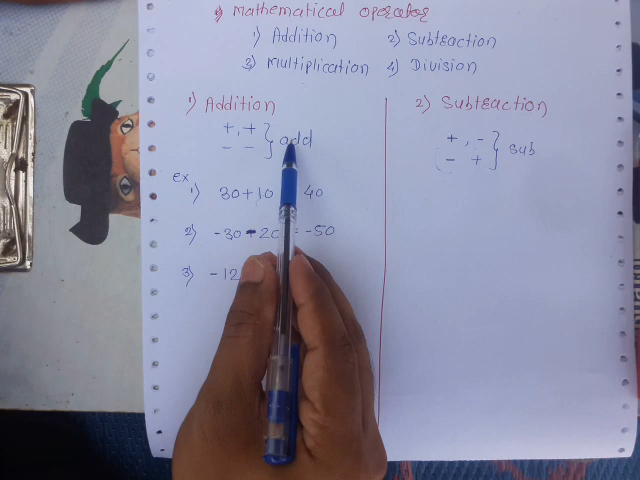 Mathematical operator
1) Addition 2) Subtraction
3) Multiplication 4) Division
1) Addition
+, +
- - } add
ex
1) 30+10 40
2) -30-20 = -50
3) -12
2) Subtraction
+, -
- + } Sub